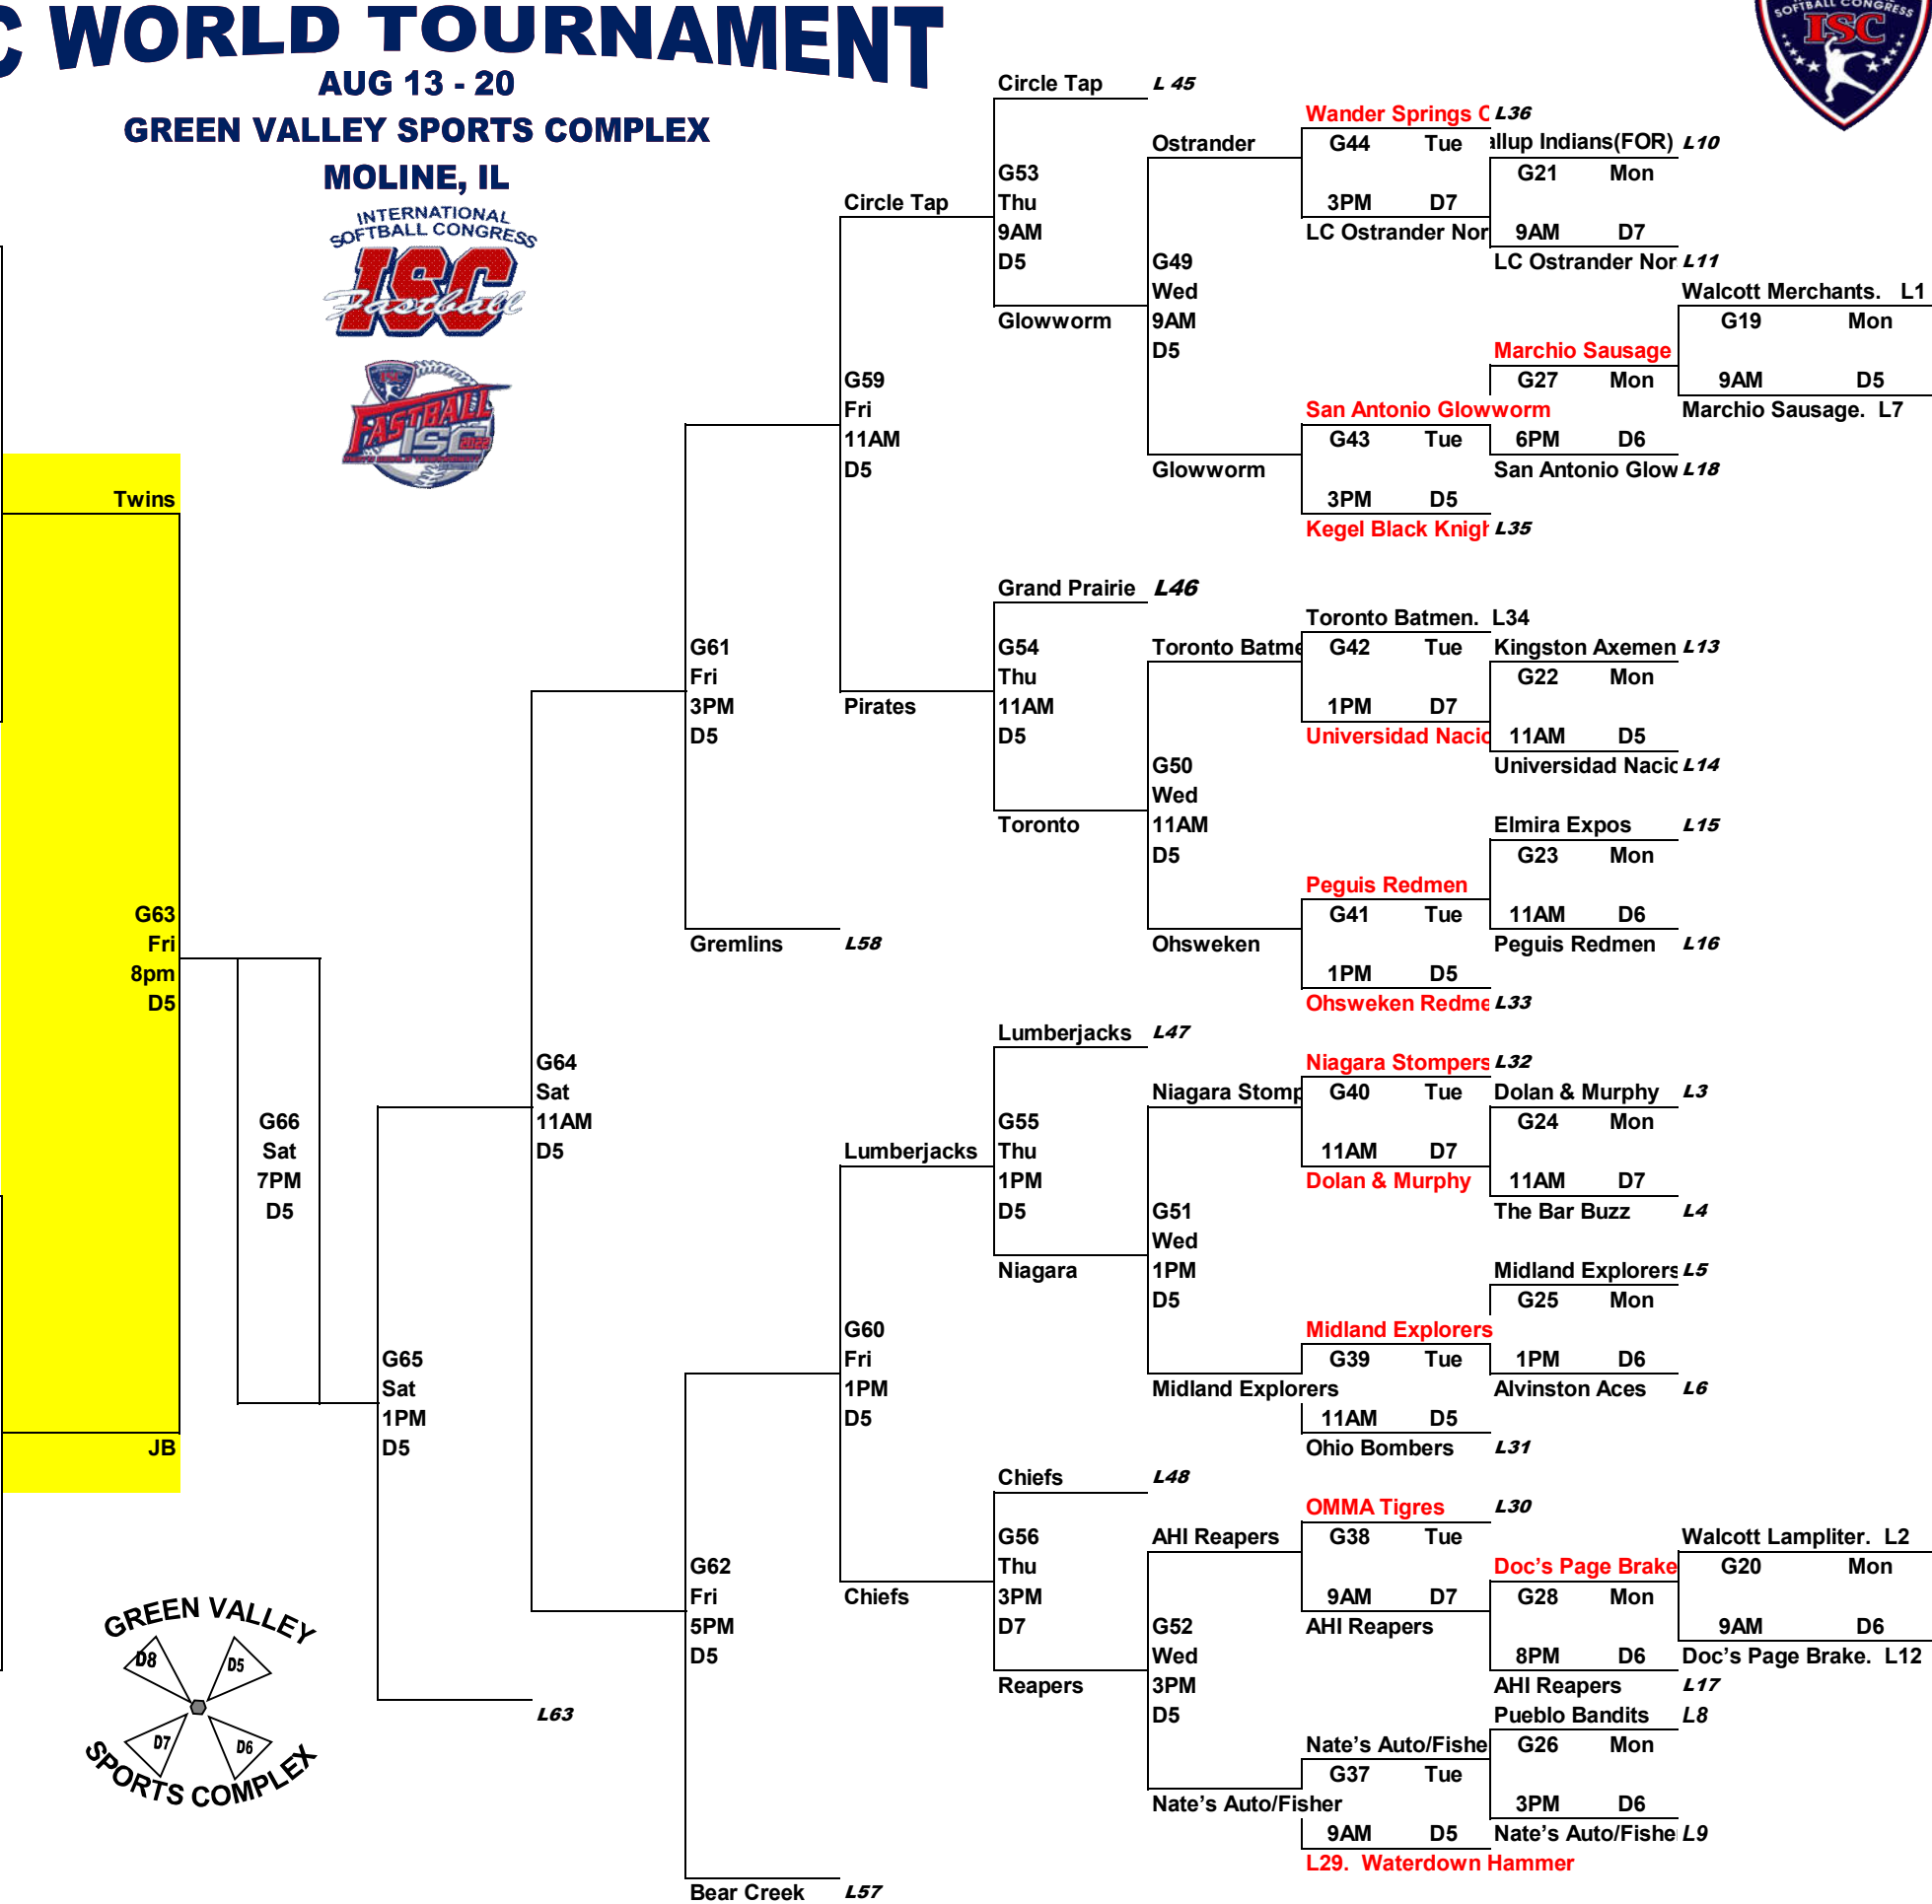 C WORLD TOURNAMENT
AUG 13 - 20
GREEN VALLEY SPORTS COMPLEX
MOLINE, IL
INTERNATIONAL
SOFTBALL CONGRESS
ISC
Fastball
ISC
FASTBALL
ISC 2022
SOFTBALL CONGRESS
ISC
Twins
G63
Fri
8pm
D5
JB
G66
Sat
7PM
D5
G65
Sat
1PM
D5
L63
G64
Sat
11AM
D5
G61
Fri
3PM
D5
Gremlins L58
G62
Fri
5PM
D5
Bear Creek L57
Circle Tap
G59
Fri
11AM
D5
Pirates
Lumberjacks
G60
Fri
1PM
D5
Chiefs
Circle Tap L 45
G53
Thu
9AM
D5
Glowworm
Grand Prairie L46
G54
Thu
11AM
D5
Toronto
Lumberjacks L47
G55
Thu
1PM
D5
Niagara
Chiefs L48
G56
Thu
3PM
D7
Reapers
Ostrander
G49
Wed
9AM
D5
Glowworm
Toronto Batme
G50
Wed
11AM
D5
Ohsweken
Niagara Stomp
G51
Wed
1PM
D5
Midland Explorers
AHI Reapers
G52
Wed
3PM
D5
Nate's Auto/Fisher
Wander Springs C L36
G44 Tue
3PM D7
LC Ostrander Nor
San Antonio Glowworm
G43 Tue
3PM D5
Kegel Black Knigh L35
Toronto Batmen. L34
G42 Tue
1PM D7
Universidad Nacio
Peguis Redmen
G41 Tue
1PM D5
Ohsweken Redme L33
Niagara Stompers L32
G40 Tue
11AM D7
Dolan & Murphy
Midland Explorers
G39 Tue
11AM D5
Ohio Bombers L31
OMMA Tigres L30
G38 Tue
9AM D7
AHI Reapers
Nate's Auto/Fishe
G37 Tue
9AM D5
L29. Waterdown Hammer
allup Indians(FOR) L10
G21 Mon
9AM D7
LC Ostrander Nor L11
Marchio Sausage
G27 Mon
6PM D6
San Antonio Glow L18
Kingston Axemen L13
G22 Mon
11AM D5
Universidad Nacic L14
Elmira Expos L15
G23 Mon
11AM D6
Peguis Redmen L16
Dolan & Murphy L3
G24 Mon
11AM D7
The Bar Buzz L4
Midland Explorers L5
G25 Mon
1PM D6
Alvinston Aces L6
Doc's Page Brake
G28 Mon
8PM D6
AHI Reapers L17
Pueblo Bandits L8
G26 Mon
3PM D6
Nate's Auto/Fishe L9
Walcott Merchants. L1
G19 Mon
9AM D5
Marchio Sausage. L7
Walcott Lampliter. L2
G20 Mon
9AM D6
Doc's Page Brake. L12
GREEN VALLEY
D8 D5
D7 D6
SPORTS COMPLEX